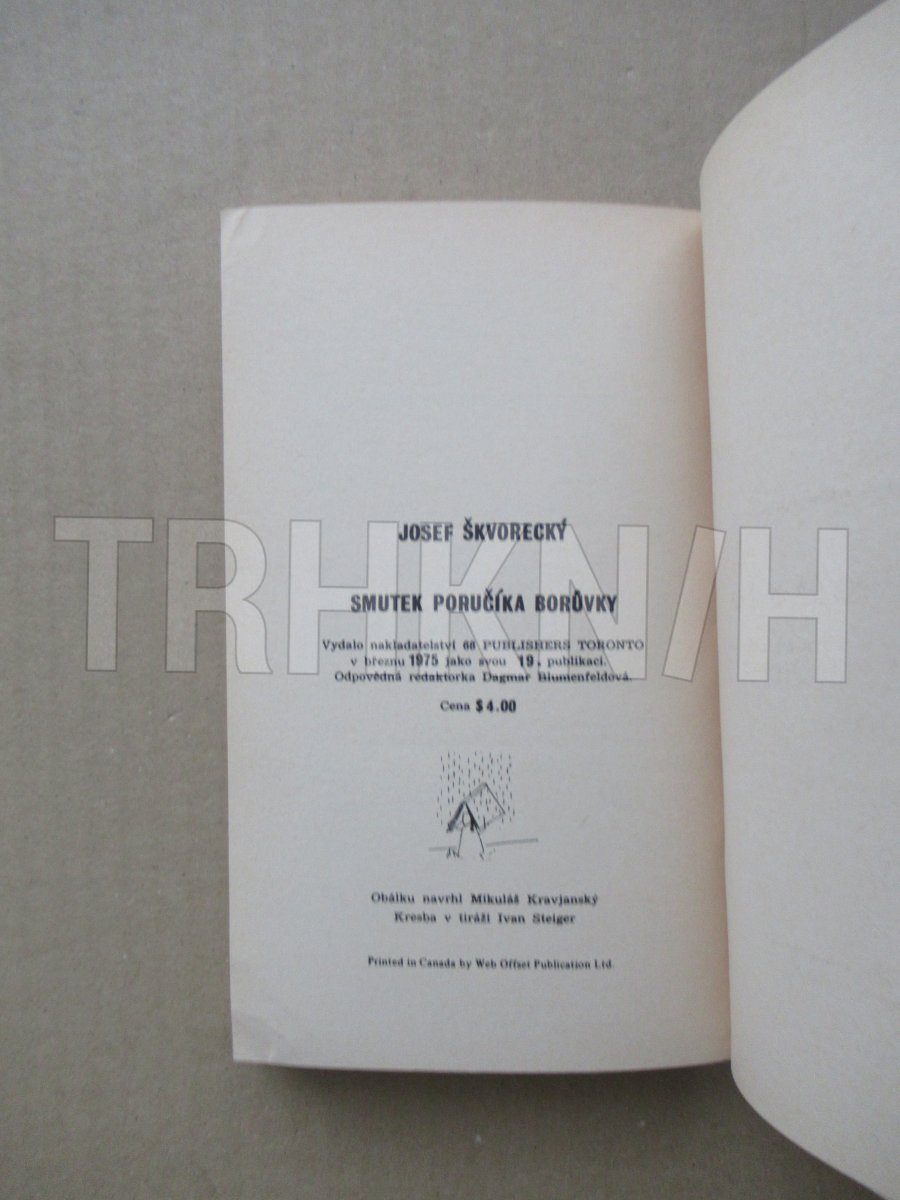 JOSEF ŠKVORECKÝ
SMUTEK PORUČÍKA BORŮVKY
Vydalo nakladatelství 68 PUBLISHERS TORONTO
v březnu 1975 jako svou 19. publikaci.
Odpovědná redaktorka Dagmar Blumenfeldová.
Cena $4.00
Obálku navrhl Mikuláš Kravjanský
Kresba v tiráži Ivan Steiger
Printed in Canada by Web Offset Publication Ltd.
TRHKNIH